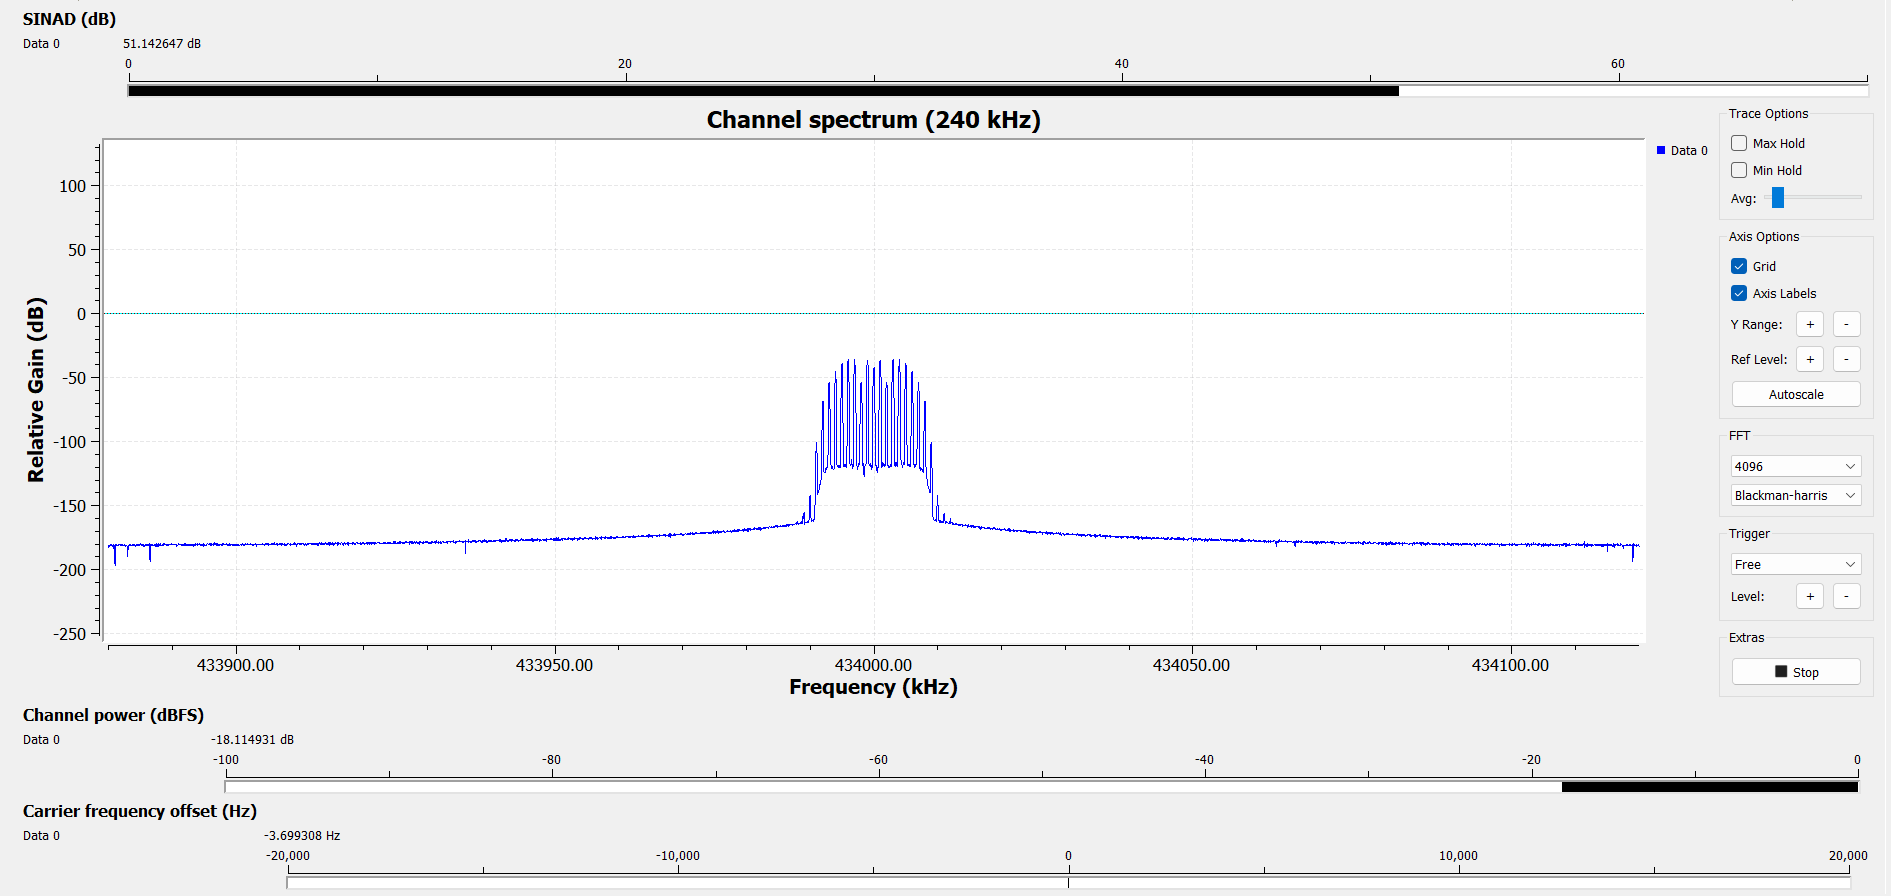 SINAD (dB)
Data 0 51.142647 dB
0 20 40 60
Channel spectrum (240 kHz)
Relative Gain (dB)
100
50
0
-50
-100
-150
-200
-250
433900.00 433950.00 434000.00 434050.00 434100.00
Frequency (kHz)
Data 0
Trace Options
Max Hold
Min Hold
Avg:
Axis Options
Grid
Axis Labels
Y Range: + -
Ref Level: + -
Autoscale
FFT
4096
Blackman-harris
Trigger
Free
Level: + -
Extras
Stop
Channel power (dBFS)
Data 0 -18.114931 dB
-100 -80 -60 -40 -20 0
Carrier frequency offset (Hz)
Data 0 -3.699308 Hz
-20,000 -10,000 0 10,000 20,000